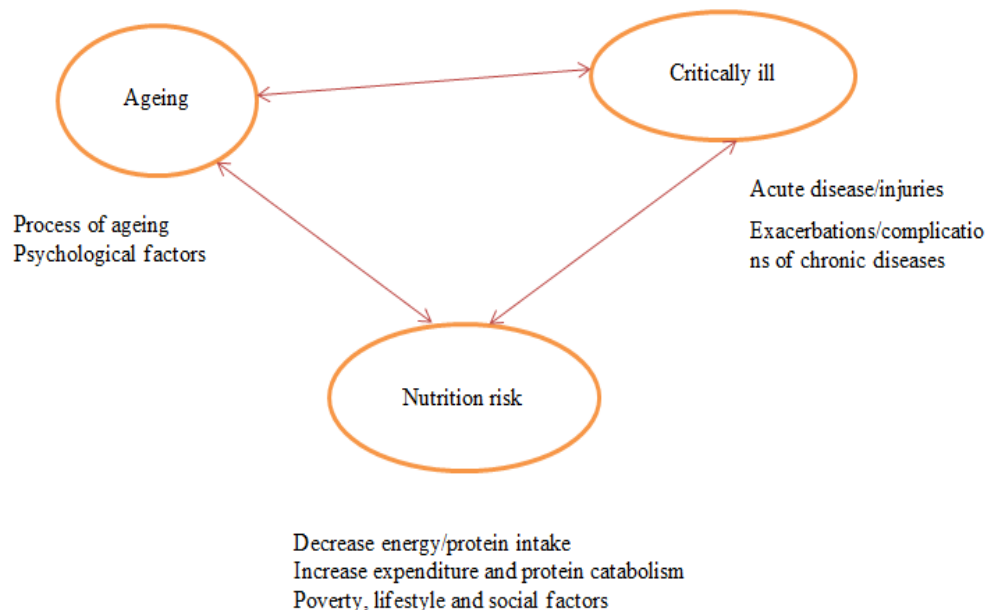 Ageing
Critically ill
Process of ageing
Psychological factors
Acute disease/injuries
Exacerbations/complicatio
ns of chronic diseases
Nutrition risk
Decrease energy/protein intake
Increase expenditure and protein catabolism
Poverty, lifestyle and social factors